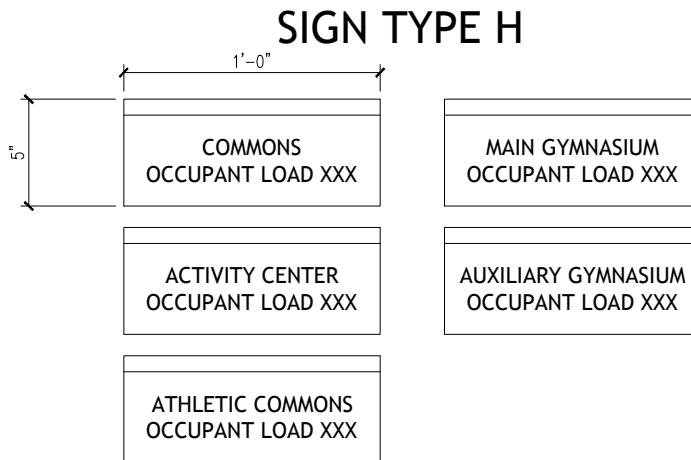 SIGN TYPE H
1'-0"
5"
COMMONS
OCCUPANT LOAD XXX
MAIN GYMNASIUM
OCCUPANT LOAD XXX
ACTIVITY CENTER
OCCUPANT LOAD XXX
AUXILIARY GYMNASIUM
OCCUPANT LOAD XXX
ATHLETIC COMMONS
OCCUPANT LOAD XXX